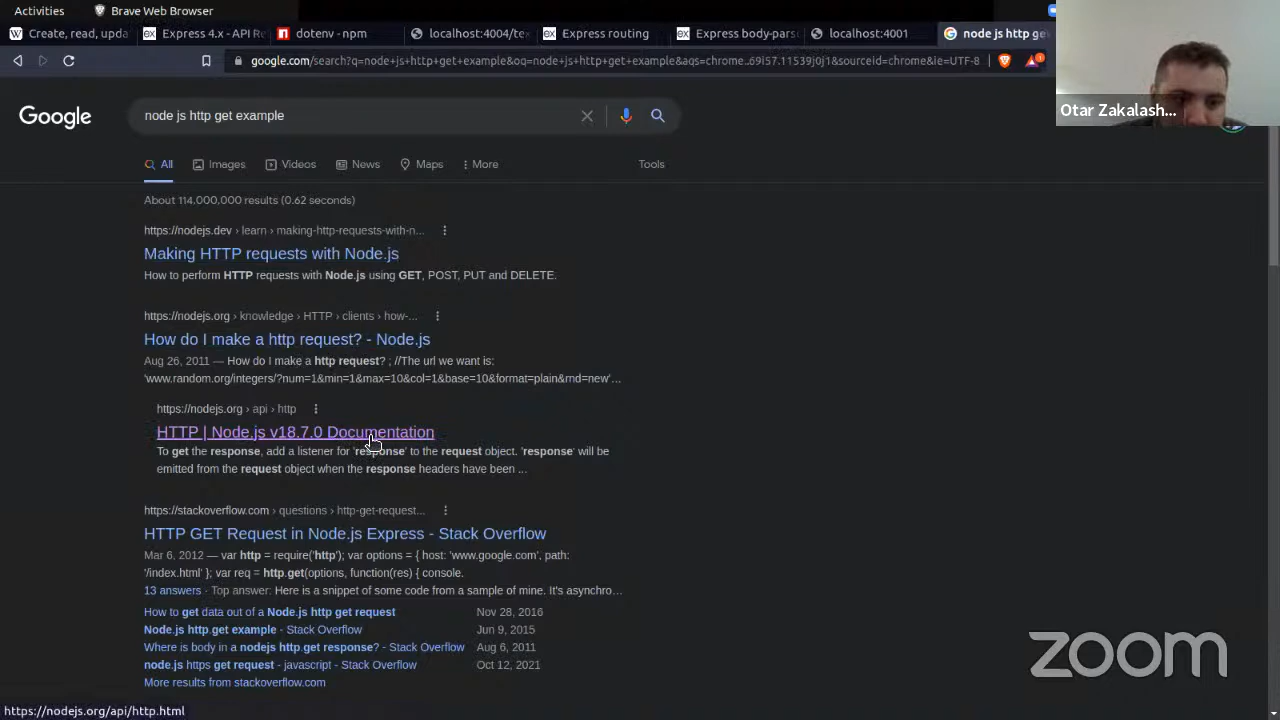 Activities
Brave Web Browser
Create, read, upda
Express 4.x - API Re
dotenv - npm
localhost:4004/te
Express routing
Express body-pars
localhost:4001
node js http ge
google.com/search?q=node+js+http+get+example&oq=node+js+http+get+example&aqs=chrome..69i57.11539j0j1&sourceid=chrome&ie=UTF-8
1
Otar Zakalash...
Google
node js http get example
All
Images
Videos
News
Maps
More
Tools
About 114,000,000 results (0.62 seconds)
https://nodejs.dev › learn › making-http-requests-with-n...
Making HTTP requests with Node.js
How to perform HTTP requests with Node.js using GET, POST, PUT and DELETE.
https://nodejs.org › knowledge › HTTP › clients › how-...
How do I make a http request? - Node.js
Aug 26, 2011 — How do I make a http request? ; //The url we want is:
'www.random.org/integers/?num=1&min=1&max=10&col=1&base=10&format=plain&rnd=new'...
https://nodejs.org › api › http
HTTP | Node.js v18.7.0 Documentation
To get the response, add a listener for 'response' to the request object. 'response' will be
emitted from the request object when the response headers have been ...
https://stackoverflow.com › questions › http-get-request...
HTTP GET Request in Node.js Express - Stack Overflow
Mar 6, 2012 — var http = require('http'); var options = { host: 'www.google.com', path:
'/index.html' }; var req = http.get(options, function(res) { console.
13 answers · Top answer: Here is a snippet of some code from a sample of mine. It's asynchro...
How to get data out of a Node.js http get request Nov 28, 2016
Node.js http.get example - Stack Overflow Jun 9, 2015
Where is body in a nodejs http.get response? - Stack Overflow Aug 6, 2011
node.js https get request - javascript - Stack Overflow Oct 12, 2021
More results from stackoverflow.com
zoom
https://nodejs.org/api/http.html